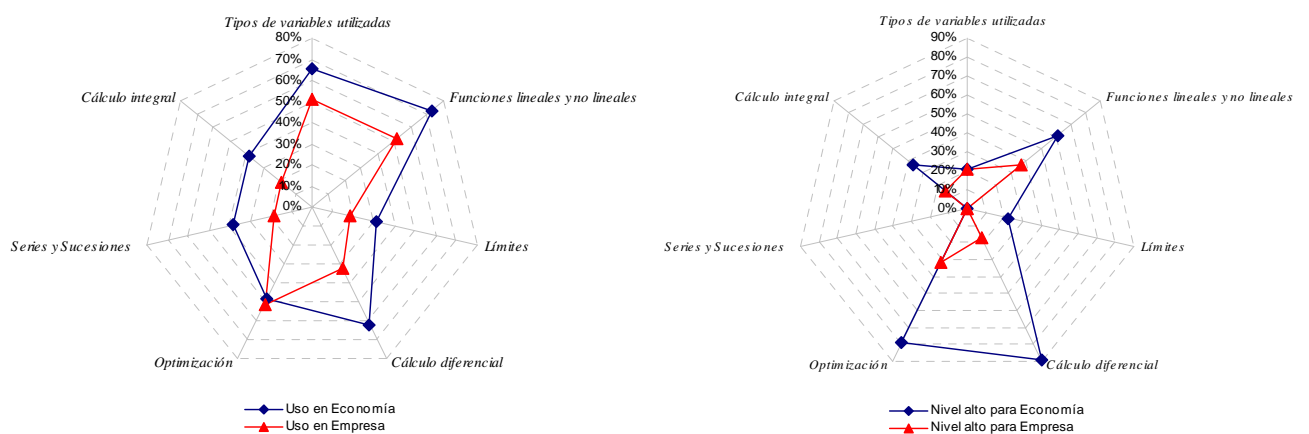 Tipos de variables utilizadas
80%
70%
60%
50%
40%
30%
20%
10%
0%
Funciones lineales y no lineales
Límites
Cálculo diferencial
Optimización
Series y Sucesiones
Cálculo integral
Uso en Economía
Uso en Empresa
Tipos de variables utilizadas
90%
80%
70%
60%
50%
40%
30%
20%
10%
0%
Funciones lineales y no lineales
Límites
Cálculo diferencial
Optimización
Series y Sucesiones
Cálculo integral
Nivel alto para Economía
Nivel alto para Empresa